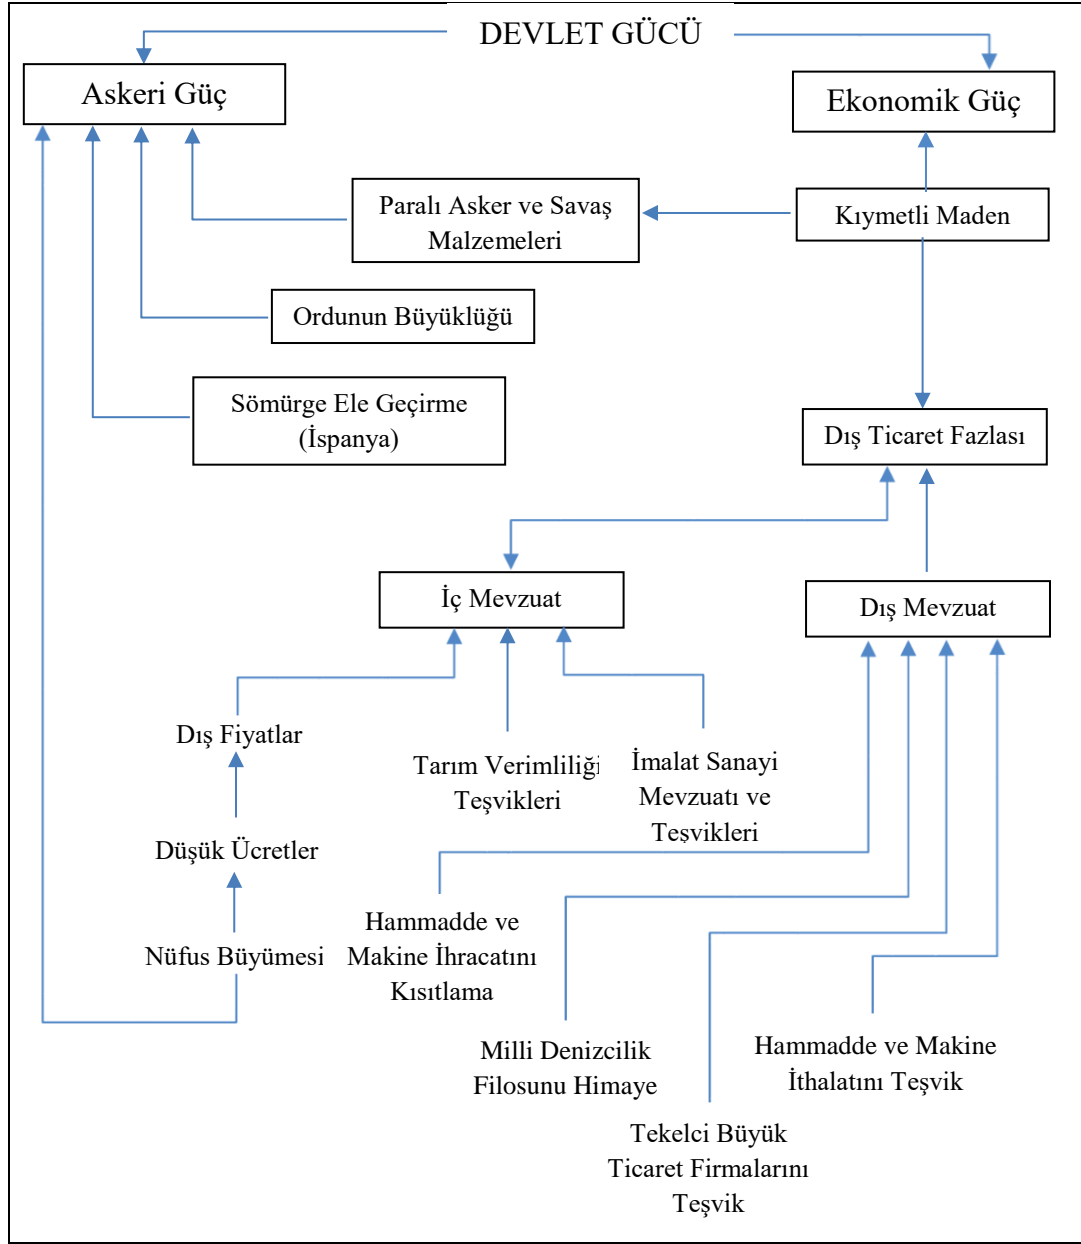 DEVLET GÜCÜ
Askeri Güç
Ekonomik Güç
Paralı Asker ve Savaş
Malzemeleri
Kıymetli Maden
Ordunun Büyüklüğü
Sömürge Ele Geçirme
(İspanya)
Dış Ticaret Fazlası
İç Mevzuat
Dış Mevzuat
Dış Fiyatlar
Tarım Verimliliği
Teşvikleri
İmalat Sanayi
Mevzuatı ve
Teşvikleri
Düşük Ücretler
Nüfus Büyümesi
Hammadde ve
Makine İhracatını
Kısıtlama
Milli Denizcilik
Filosunu Himaye
Hammadde ve Makine
İthalatını Teşvik
Tekelci Büyük
Ticaret Firmalarını
Teşvik